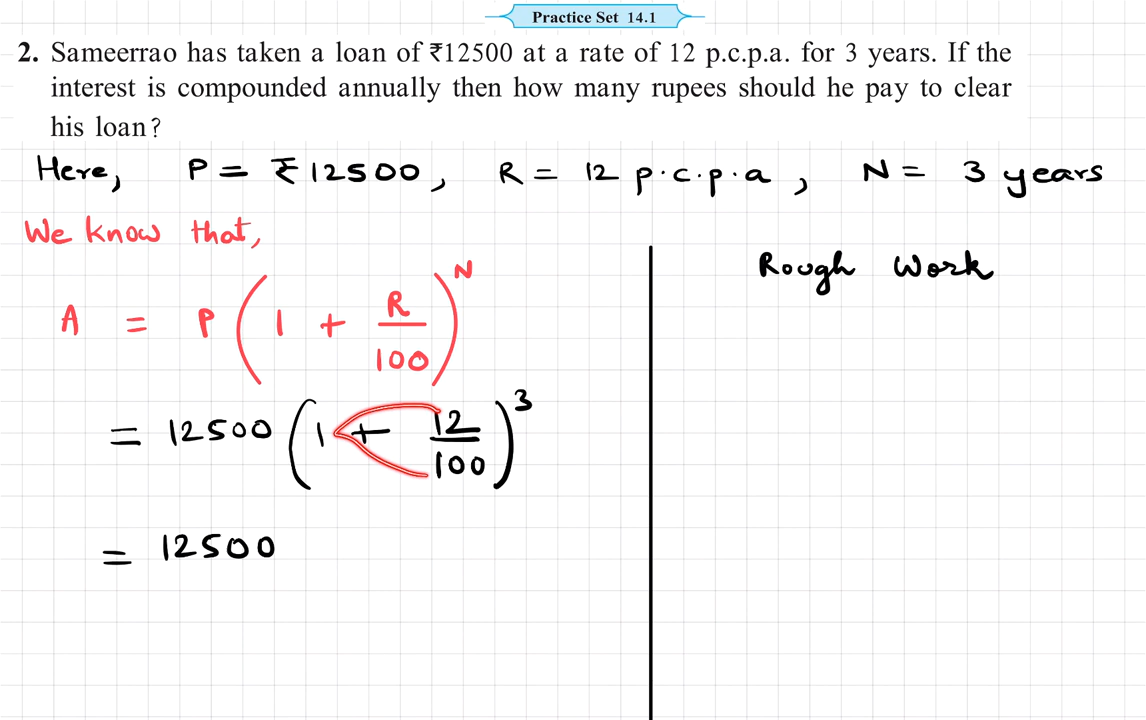 Practice Set 14.1
2. Sameerrao has taken a loan of ₹12500 at a rate of 12 p.c.p.a. for 3 years. If the
interest is compounded annually then how many rupees should he pay to clear
his loan?
Here, P = ₹12500, R = 12 p.c.p.a, N = 3 years
We know that,
Rough Work
A = P(1 + R/100)^N
= 12500(1 + 12/100)^3
= 12500